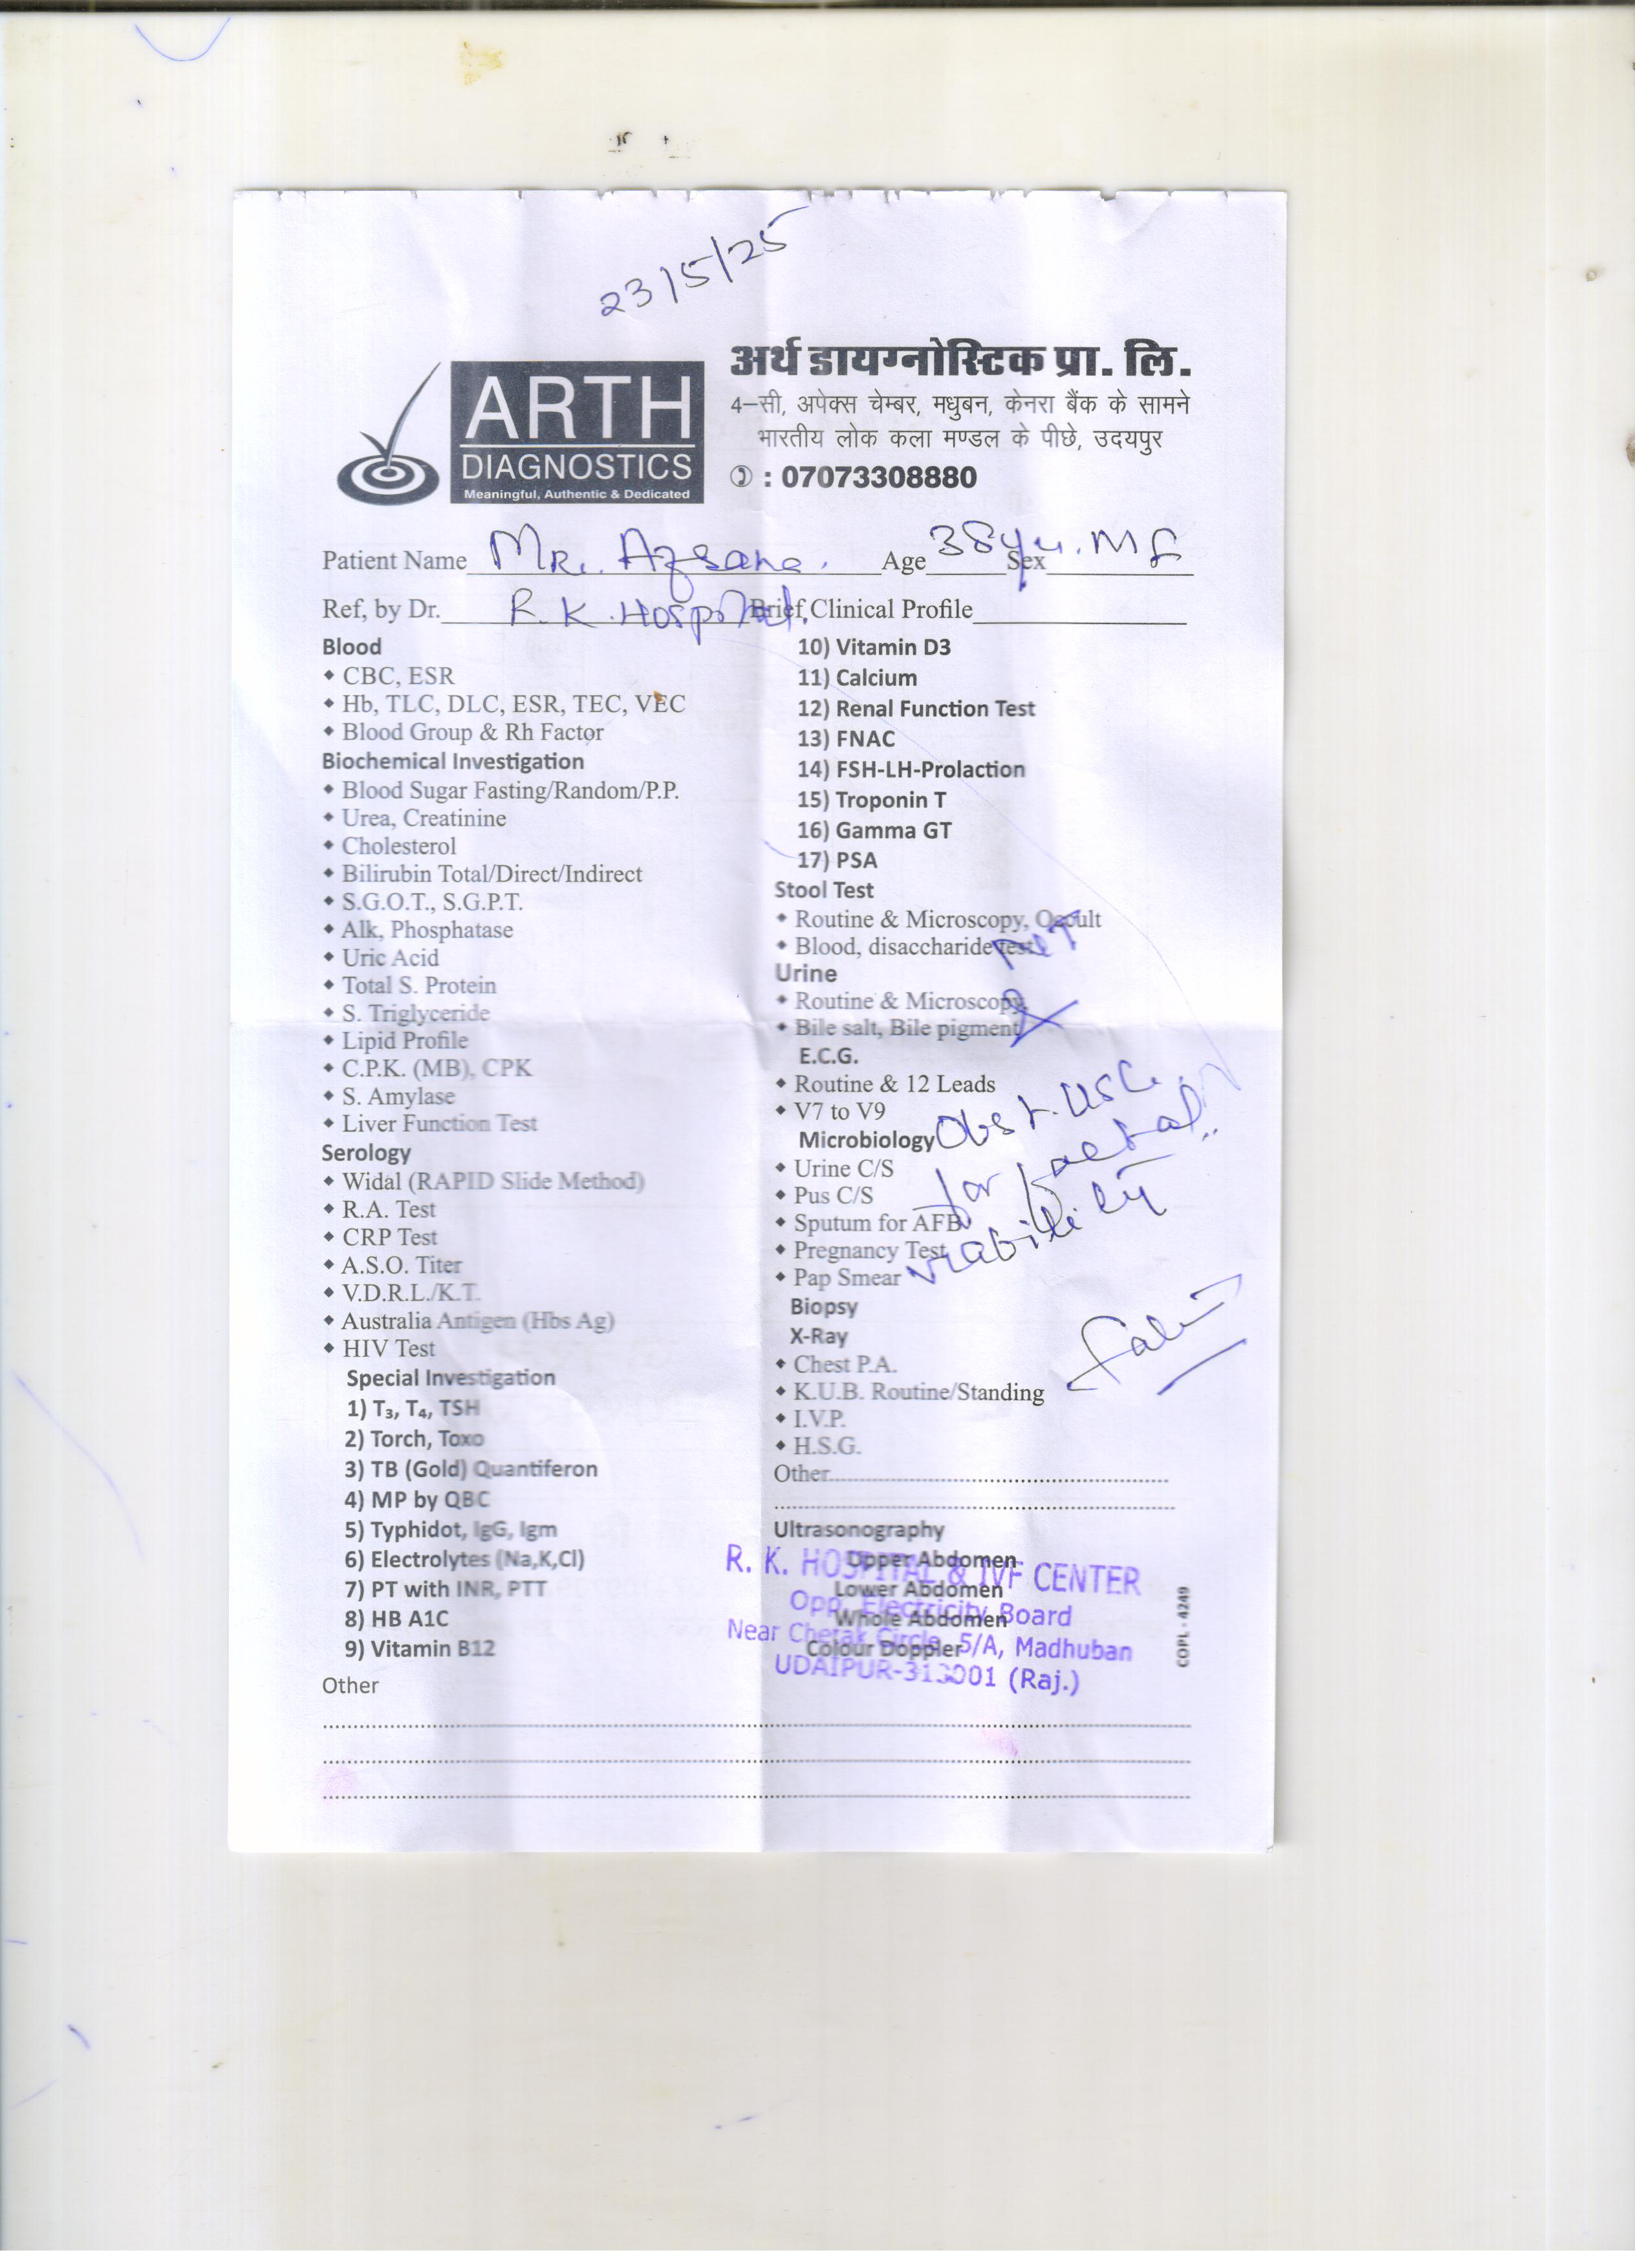 23/5/25
ARTH
DIAGNOSTICS
Meaningful, Authentic & Dedicated
अर्थ डायग्नोस्टिक प्रा. लि.
4–सी, अपेक्स चेम्बर, मधुबन, केनरा बैंक के सामने
भारतीय लोक कला मण्डल के पीछे, उदयपुर
: 07073308880
Patient Name Age 38 Sex
Ref, by Dr. R.K. Hospital Brief Clinical Profile
Blood
• CBC, ESR
• Hb, TLC, DLC, ESR, TEC, VEC
• Blood Group & Rh Factor
Biochemical Investigation
• Blood Sugar Fasting/Random/P.P.
• Urea, Creatinine
• Cholesterol
• Bilirubin Total/Direct/Indirect
• S.G.O.T., S.G.P.T.
• Alk, Phosphatase
• Uric Acid
• Total S. Protein
• S. Triglyceride
• Lipid Profile
• C.P.K. (MB), CPK
• S. Amylase
• Liver Function Test
Serology
• Widal (RAPID Slide Method)
• R.A. Test
• CRP Test
• A.S.O. Titer
• V.D.R.L./K.T.
• Australia Antigen (Hbs Ag)
• HIV Test
Special Investigation
1) T₃, T₄, TSH
2) Torch, Toxo
3) TB (Gold) Quantiferon
4) MP by QBC
5) Typhidot, IgG, Igm
6) Electrolytes (Na,K,Cl)
7) PT with INR, PTT
8) HB A1C
9) Vitamin B12
Other
10) Vitamin D3
11) Calcium
12) Renal Function Test
13) FNAC
14) FSH-LH-Prolaction
15) Troponin T
16) Gamma GT
17) PSA
Stool Test
• Routine & Microscopy, Occult
• Blood, disaccharide test
Urine
• Routine & Microscopy
• Bile salt, Bile pigment
E.C.G.
• Routine & 12 Leads
• V7 to V9
Microbiology
• Urine C/S
• Pus C/S
• Sputum for AFB
• Pregnancy Test
• Pap Smear
Obst. USG
for foetal
viability
Biopsy
X-Ray
• Chest P.A.
• K.U.B. Routine/Standing
• I.V.P.
• H.S.G.
Other
Ultrasonography
Upper Abdomen
Lower Abdomen
Whole Abdomen
Colour Doppler
R. K. HOSPITAL & IVF CENTER
Opp. Electricity Board
Near Chetak Circle, 5/A, Madhuban
UDAIPUR-313001 (Raj.)
COPL - 4249